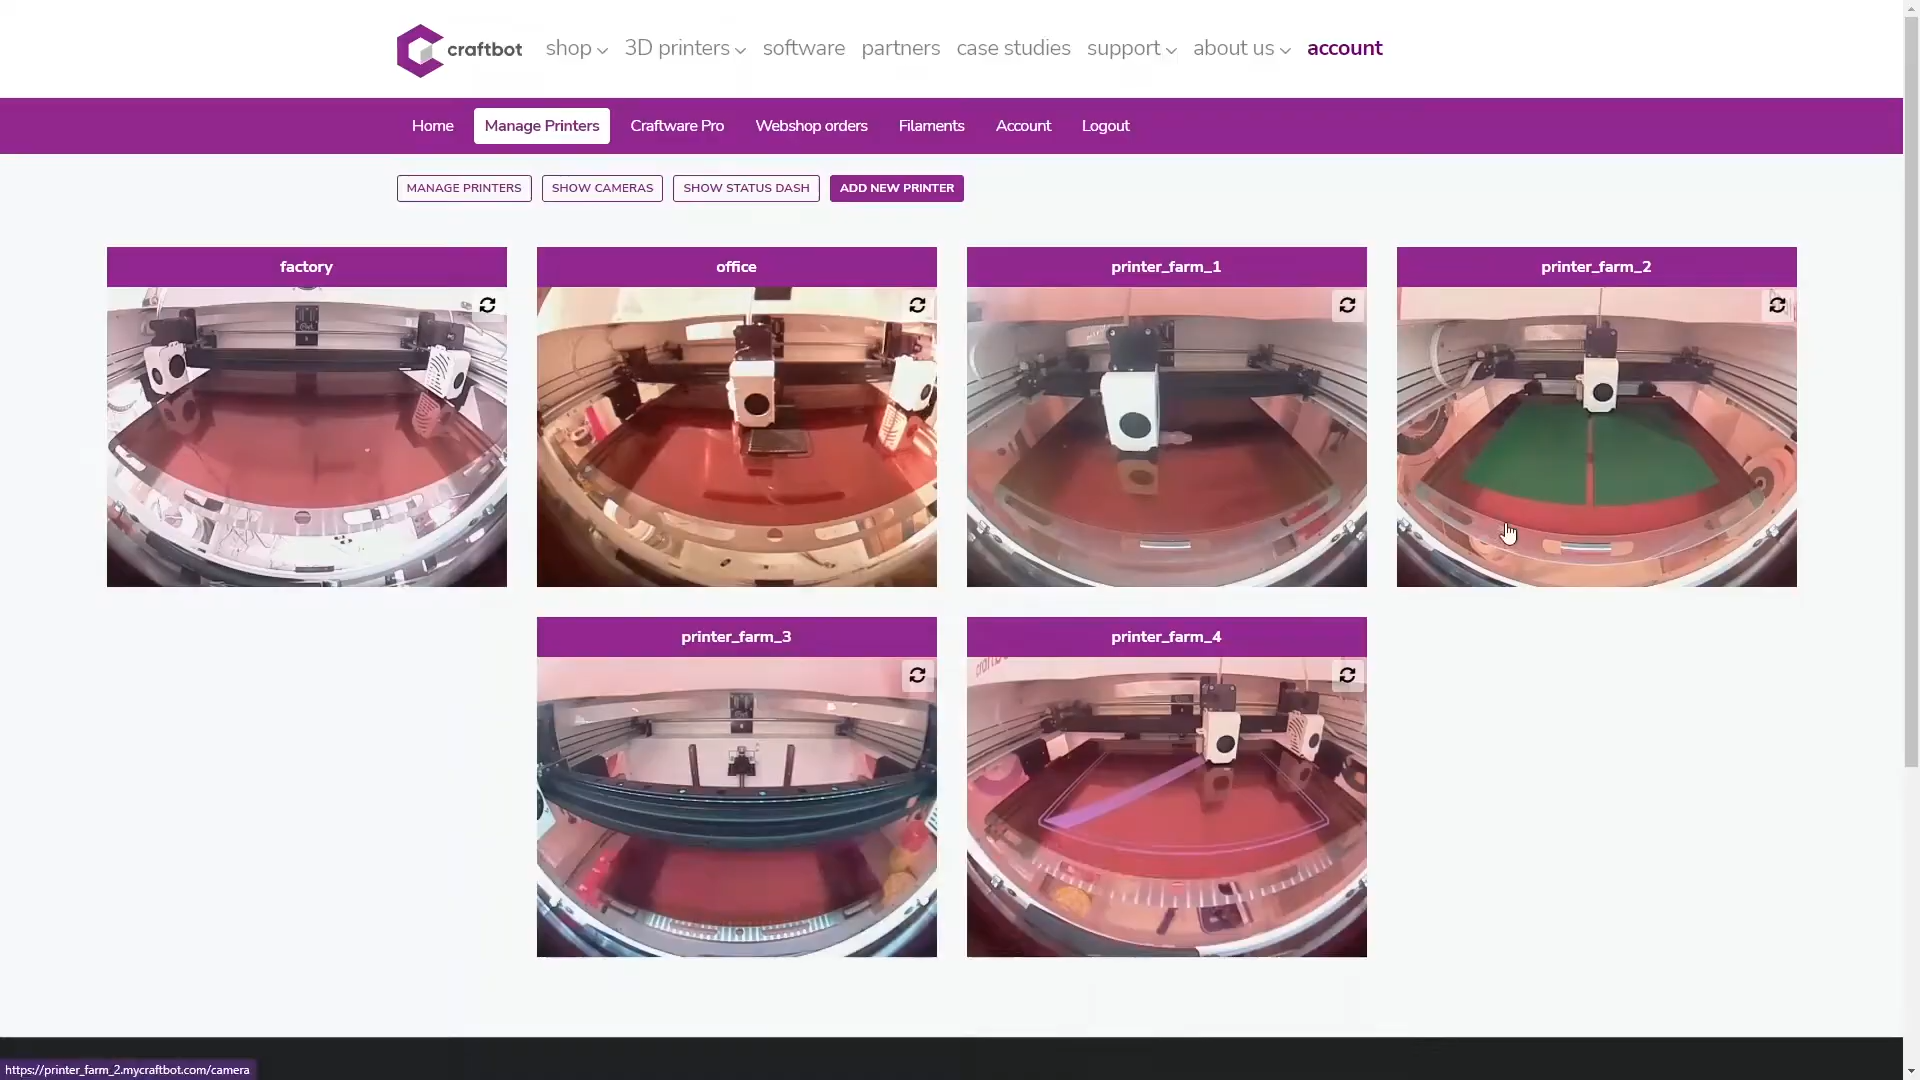 craftbot shop 3D printers software partners case studies support about us account
Home Manage Printers Craftware Pro Webshop orders Filaments Account Logout
MANAGE PRINTERS SHOW CAMERAS SHOW STATUS DASH ADD NEW PRINTER
factory office printer_farm_1 printer_farm_2
printer_farm_3 printer_farm_4
https://printer_farm_2.mycraftbot.com/camera